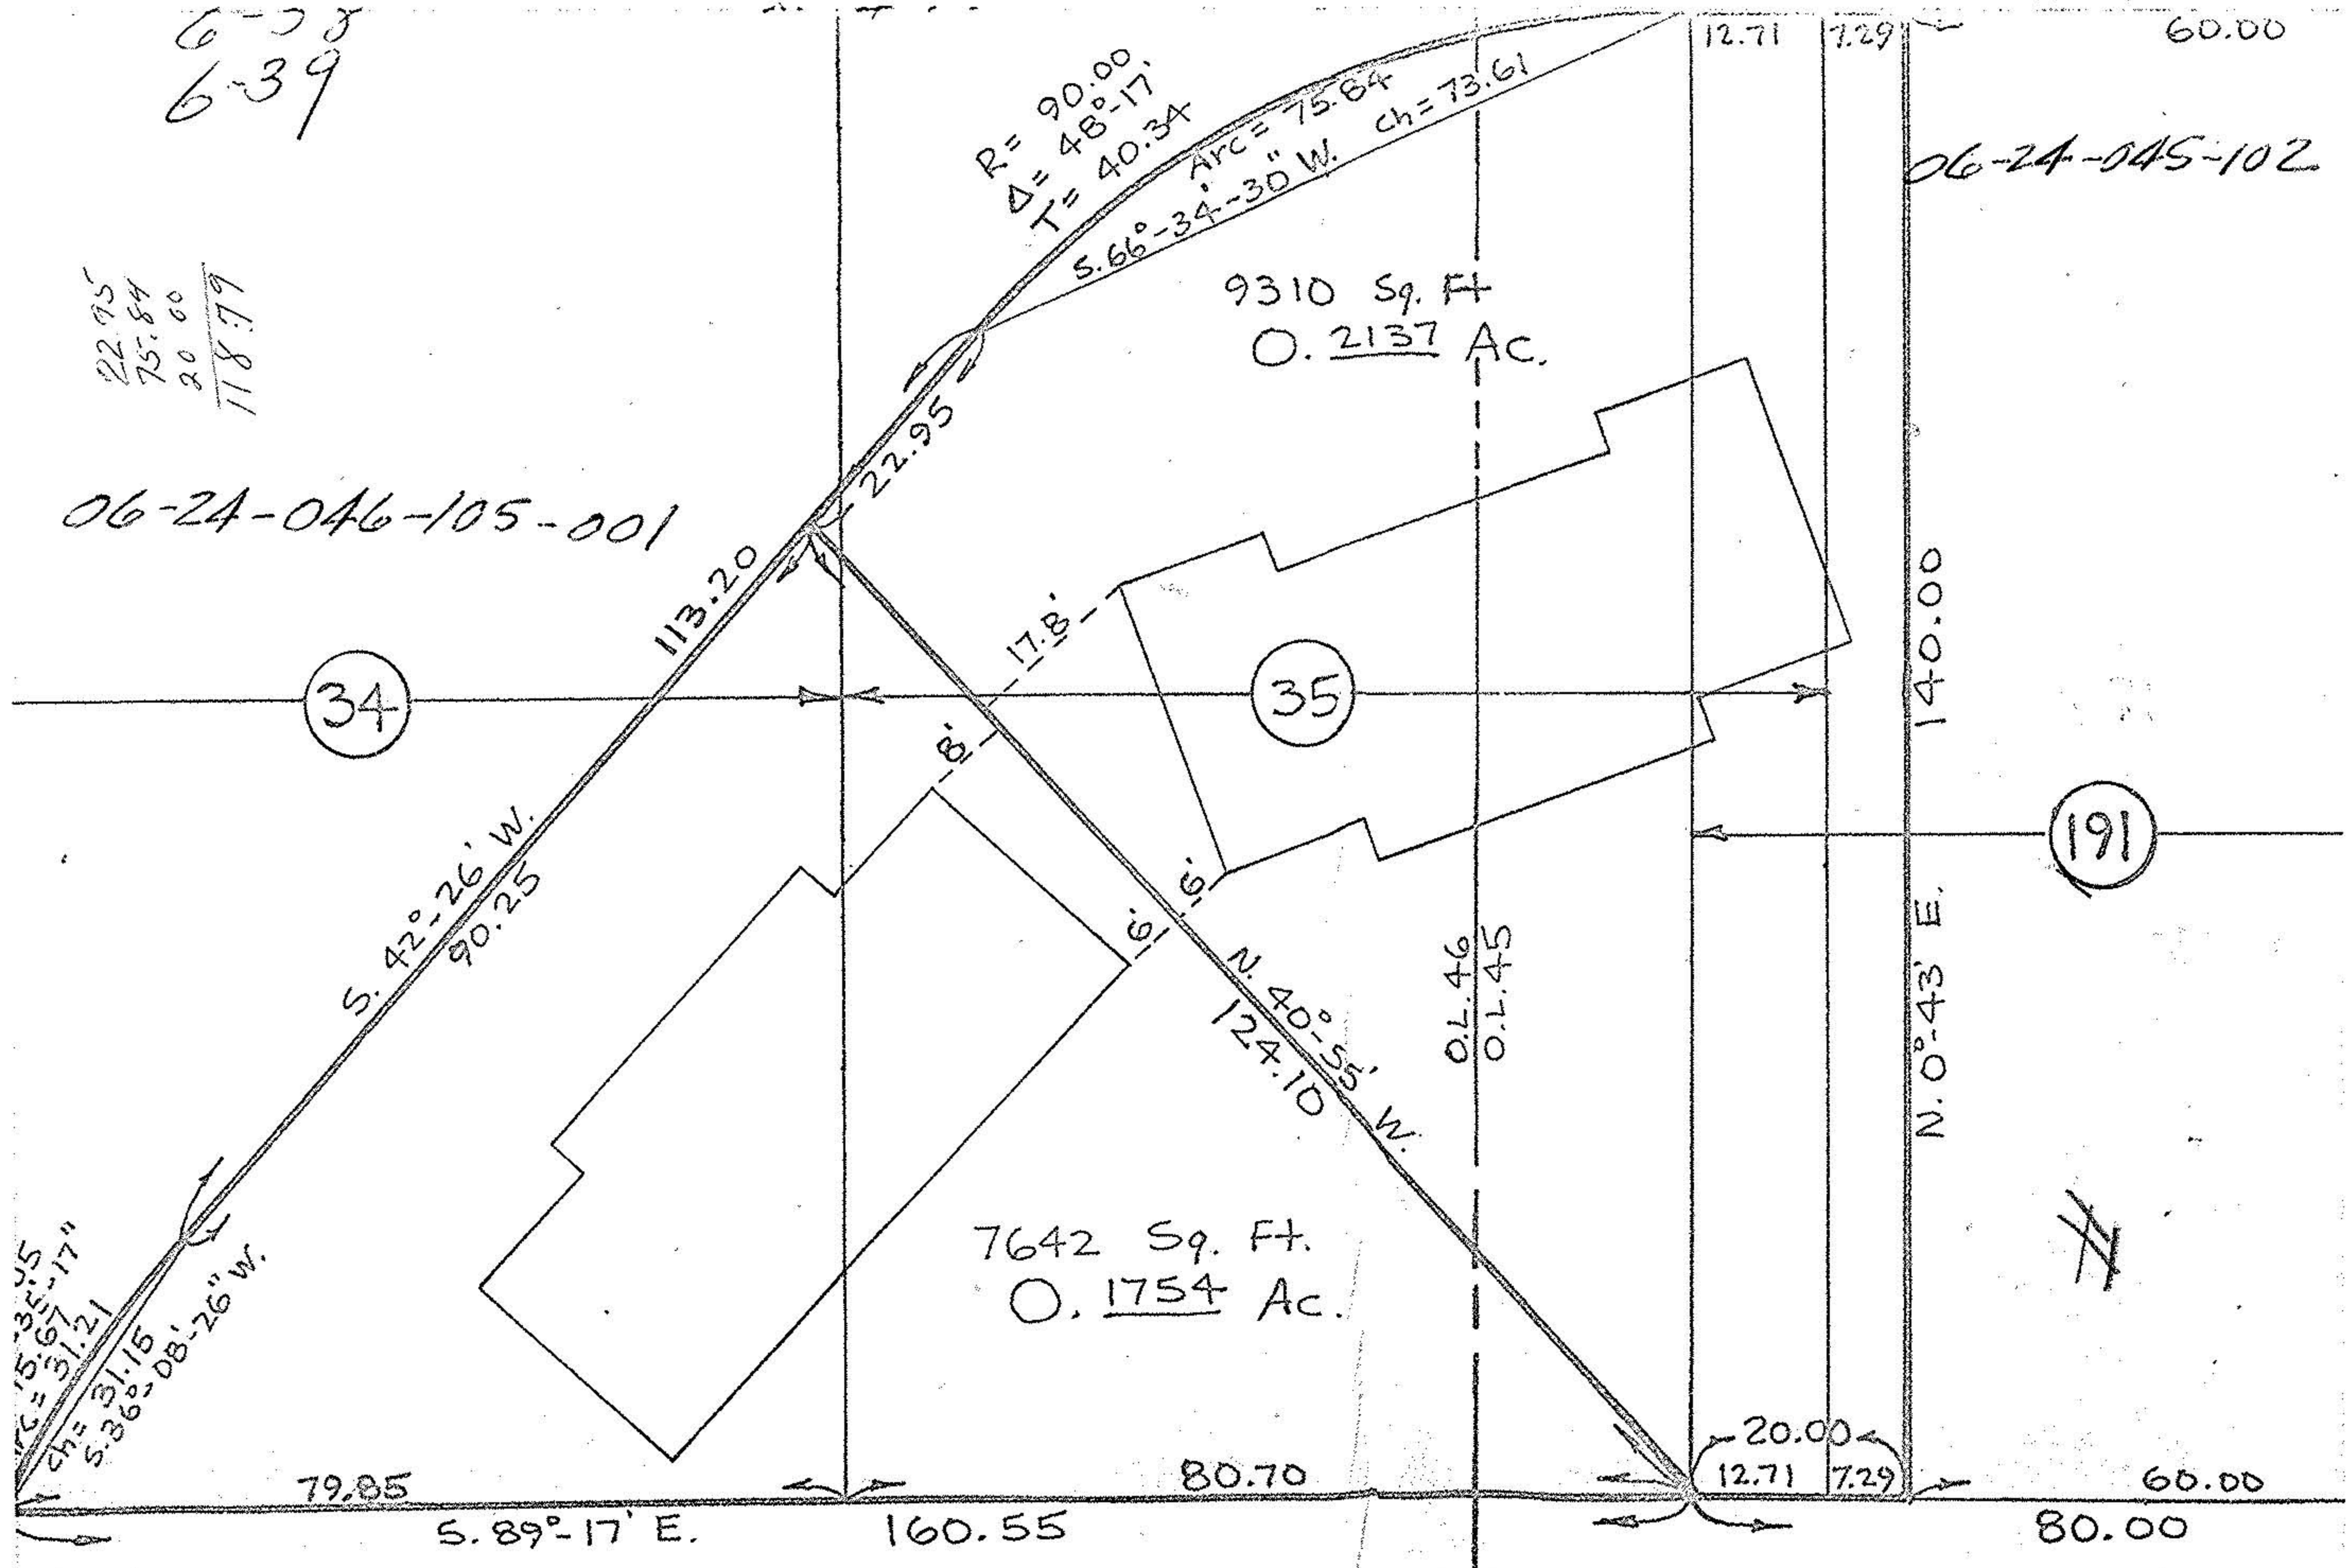 6-39
12.71
7.29
60.00
R= 90.00'
Δ= 48°-17'
T= 40.34
Arc= 75.84
ch= 73.61
S. 66°-34'-30" W.
06-24-045-102
22.95
75.84
20 00
118.79
9310 Sq. Ft
0.2137 Ac.
22.95
06-24-046-105-001
113.20
17.8'
34
35
8'
140.00
191
S. 42°-26' W.
90.25
6'
6'
N. 40°-55' W.
124.10
O.L. 46
O.L. 45
N. 0°-43' E.
7642 Sq. Ft.
0.1754 Ac.
15.67
31.21
ch= 31.15
S. 36°-08'-26" W.
20.00
79.85
80.70
12.71
7.29
60.00
S. 89°-17' E.
160.55
80.00